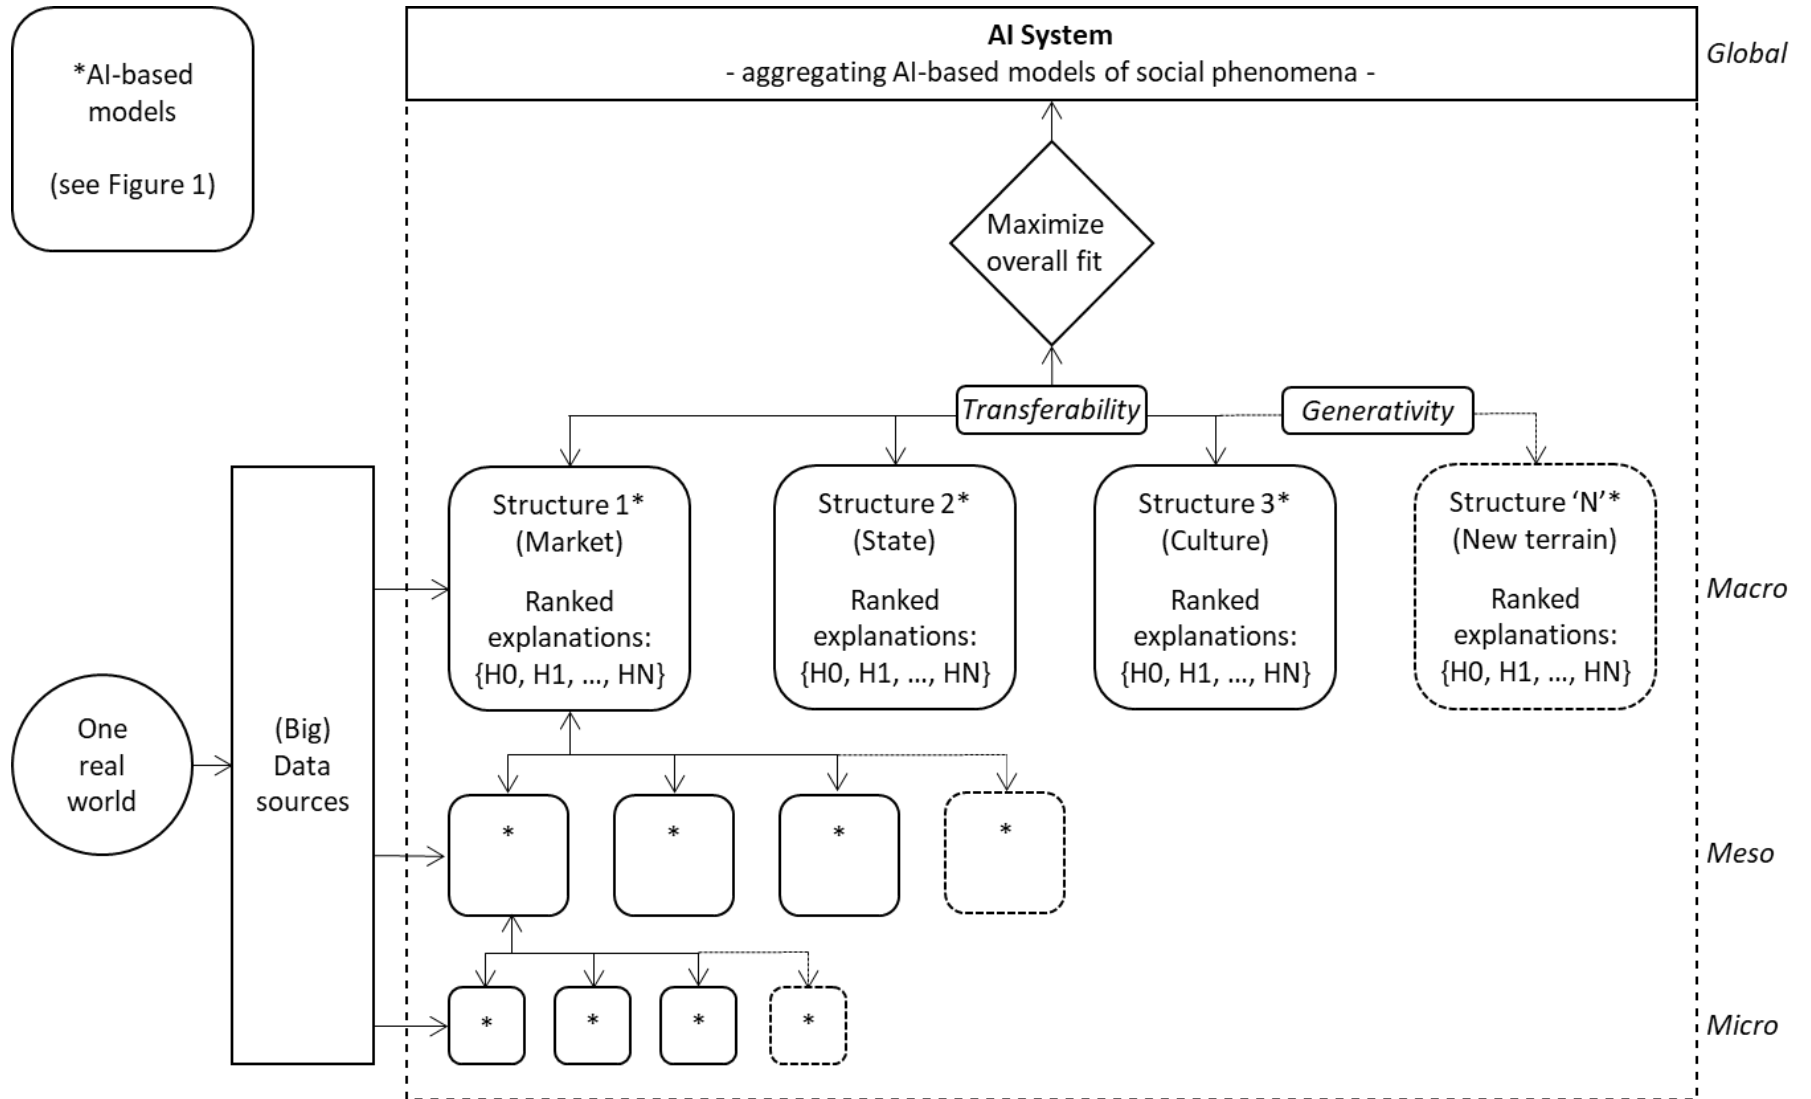 *AI-based
models
(see Figure 1)
AI System
- aggregating AI-based models of social phenomena -
Global
Maximize
overall fit
Transferability
Generativity
Structure 1*
(Market)
Ranked
explanations:
{H0, H1, ..., HN}
Structure 2*
(State)
Ranked
explanations:
{H0, H1, ..., HN}
Structure 3*
(Culture)
Ranked
explanations:
{H0, H1, ..., HN}
Structure ‘N’*
(New terrain)
Ranked
explanations:
{H0, H1, ..., HN}
Macro
One
real
world
(Big)
Data
sources
*
*
*
*
Meso
*
*
*
*
Micro